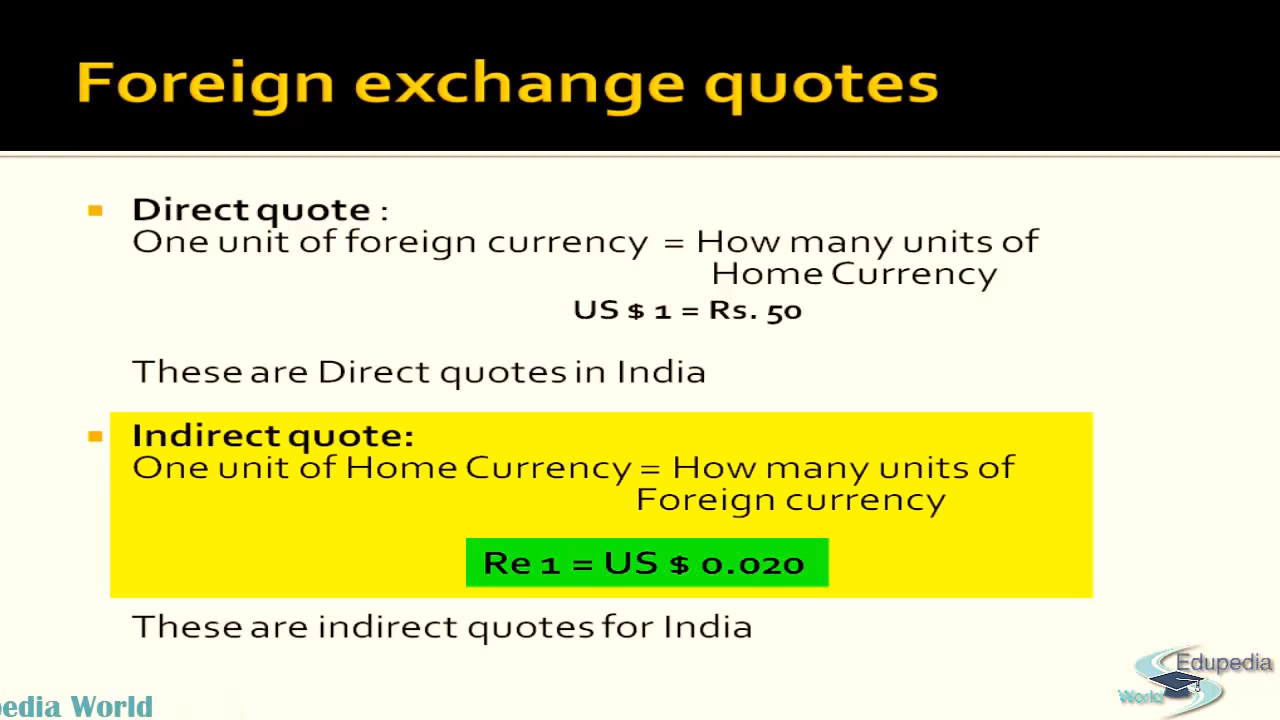 Foreign exchange quotes
Direct quote :
One unit of foreign currency = How many units of
Home Currency
US $ 1 = Rs. 50
These are Direct quotes in India
Indirect quote:
One unit of Home Currency = How many units of
Foreign currency
Re 1 = US $ 0.020
These are indirect quotes for India
Edupedia
World
pedia World